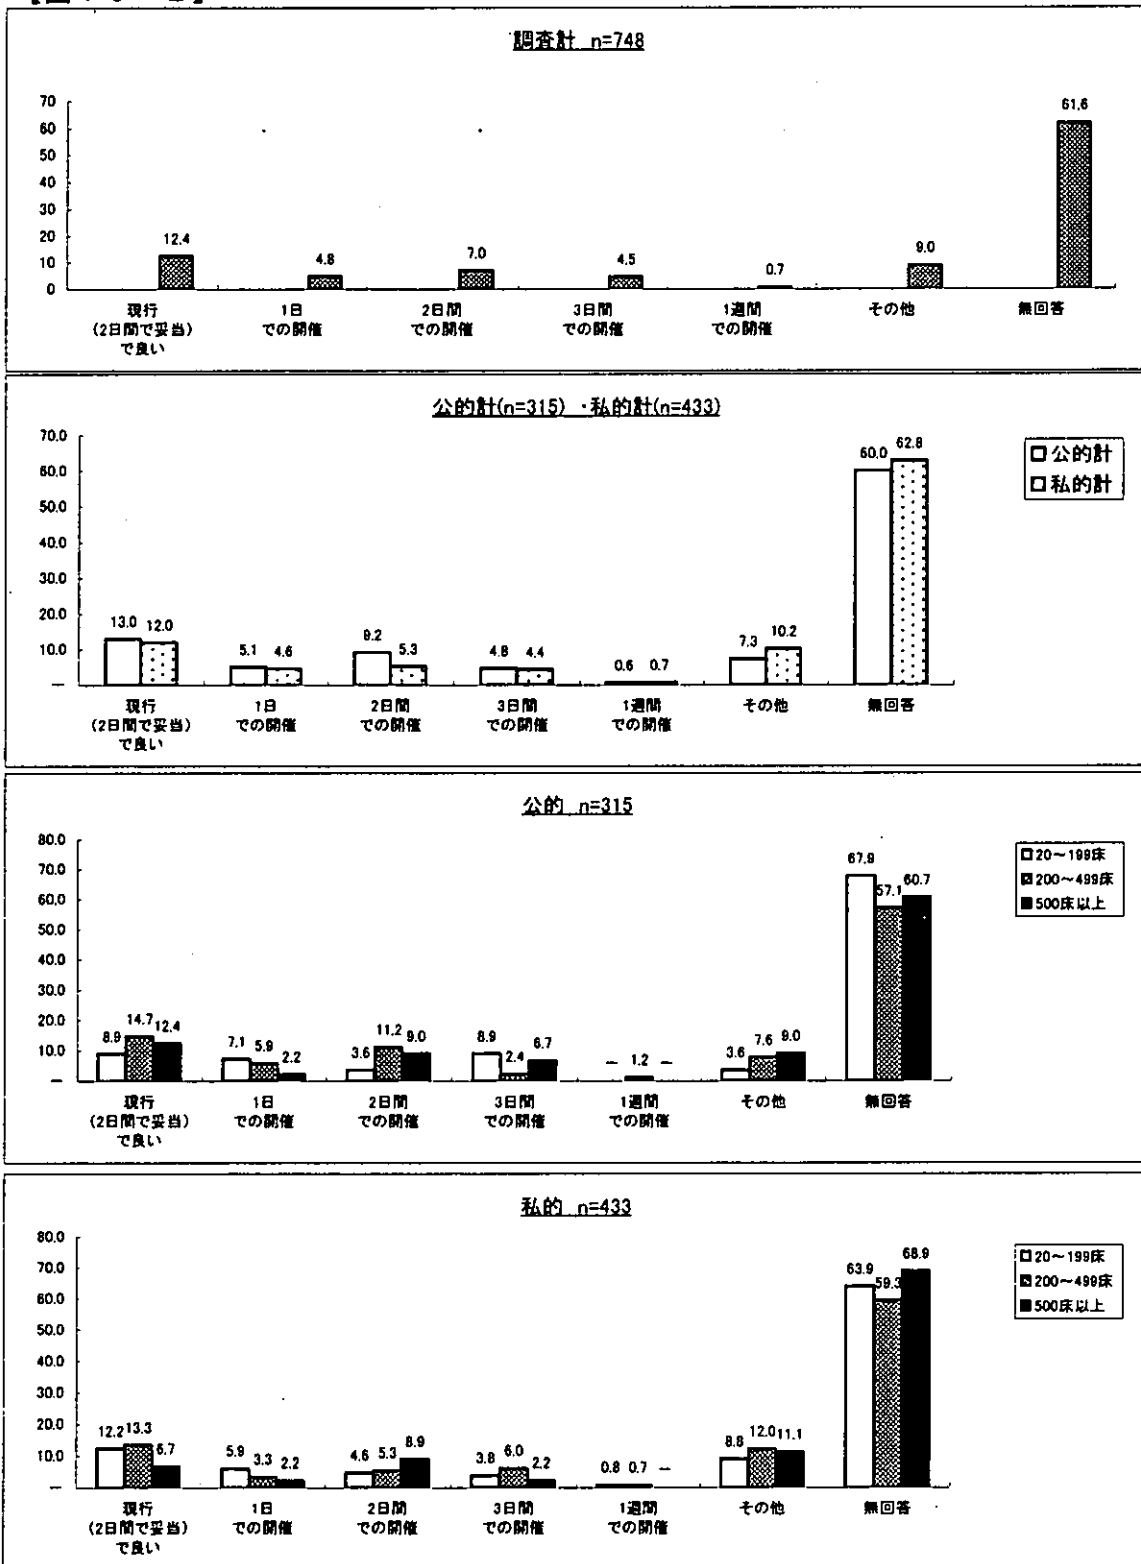 調査計 n=748
70
60
50
40
30
20
10
0
12.4
4.8
7.0
4.5
0.7
9.0
61.6
現行
(2日間で妥当)
で良い
1日
での開催
2日間
での開催
3日間
での開催
1週間
での開催
その他
無回答
公的計(n=315)・私的計(n=433)
70.0
60.0
50.0
40.0
30.0
20.0
10.0
—
13.0 12.0
5.1 4.6
9.2 5.3
4.8 4.4
0.6 0.7
7.3 10.2
60.0 62.8
公的計
私的計
現行
(2日間で妥当)
で良い
1日
での開催
2日間
での開催
3日間
での開催
1週間
での開催
その他
無回答
公的 n=315
80.0
70.0
60.0
50.0
40.0
30.0
20.0
10.0
—
8.9 14.7 12.4
7.1 5.9 2.2
3.6 11.2 9.0
8.9 2.4 6.7
— 1.2 —
3.6 7.6 9.0
67.9 57.1 60.7
20～199床
200～499床
500床以上
現行
(2日間で妥当)
で良い
1日
での開催
2日間
での開催
3日間
での開催
1週間
での開催
その他
無回答
私的 n=433
80.0
70.0
60.0
50.0
40.0
30.0
20.0
10.0
—
12.2 13.3 6.7
5.9 3.3 2.2
4.6 5.3 8.9
3.8 6.0 2.2
0.8 0.7 —
8.8 12.0 11.1
63.9 59.3 68.9
20～199床
200～499床
500床以上
現行
(2日間で妥当)
で良い
1日
での開催
2日間
での開催
3日間
での開催
1週間
での開催
その他
無回答